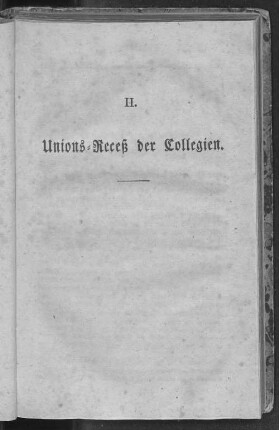 II.
Unions-Receß der Collegien.